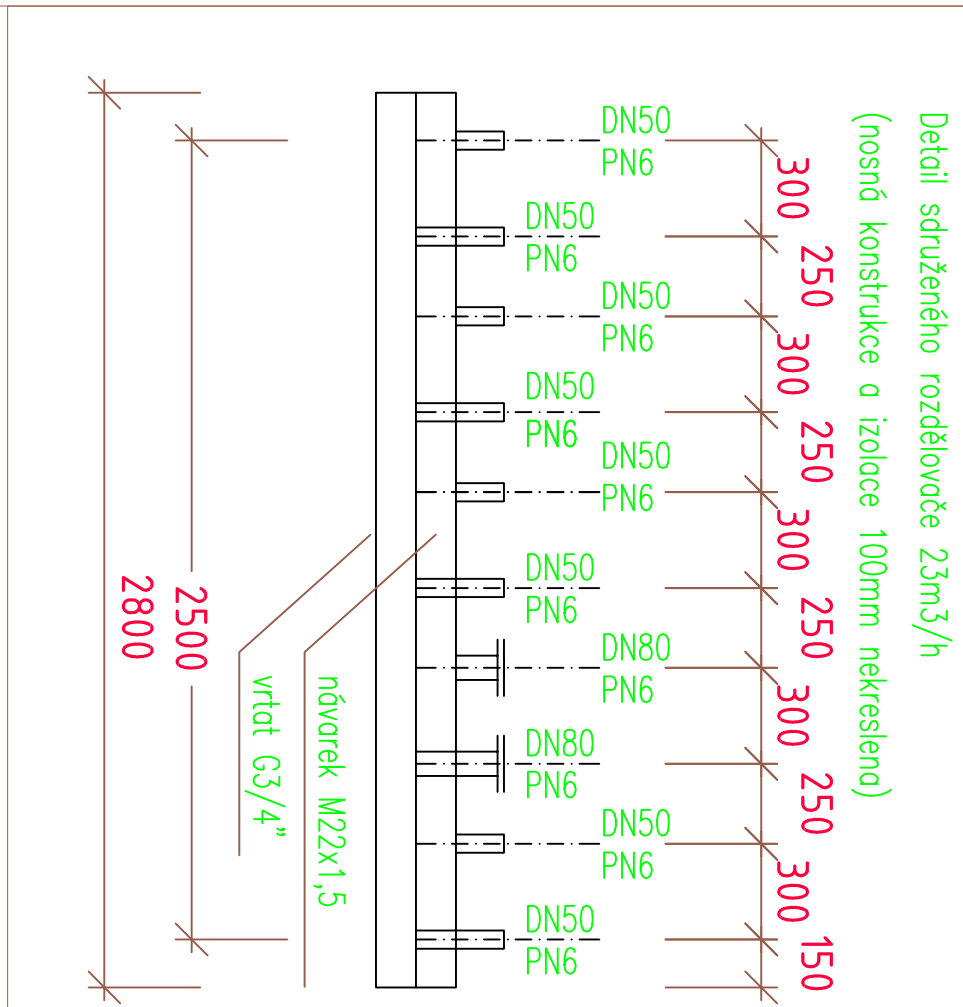 Detail sdruženého rozdělovače 23m3/h
(nosná konstrukce a izolace 100mm nekreslena)
300
250
300
250
300
250
300
250
300
150
DN50
PN6
DN50
PN6
DN50
PN6
DN50
PN6
DN50
PN6
DN50
PN6
DN80
PN6
DN80
PN6
DN50
PN6
DN50
PN6
návarek M22x1,5
vrtat G3/4"
2500
2800